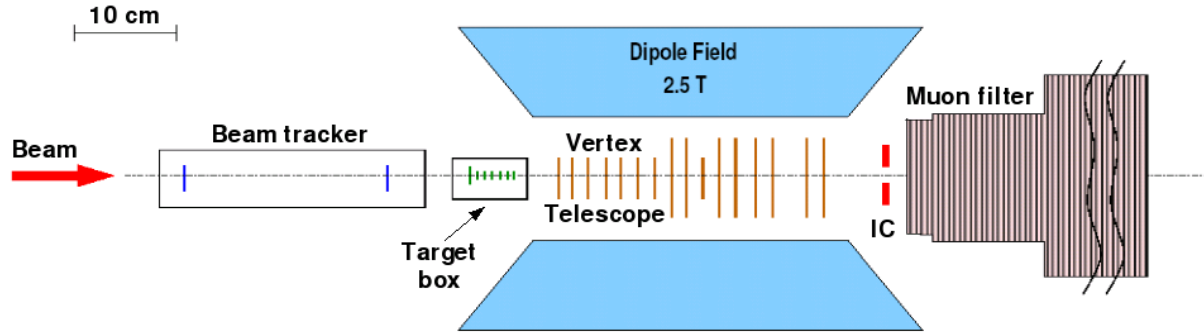 10 cm
Dipole Field
2.5 T
Muon filter
Beam tracker
Beam
Vertex
Telescope
IC
Target
box